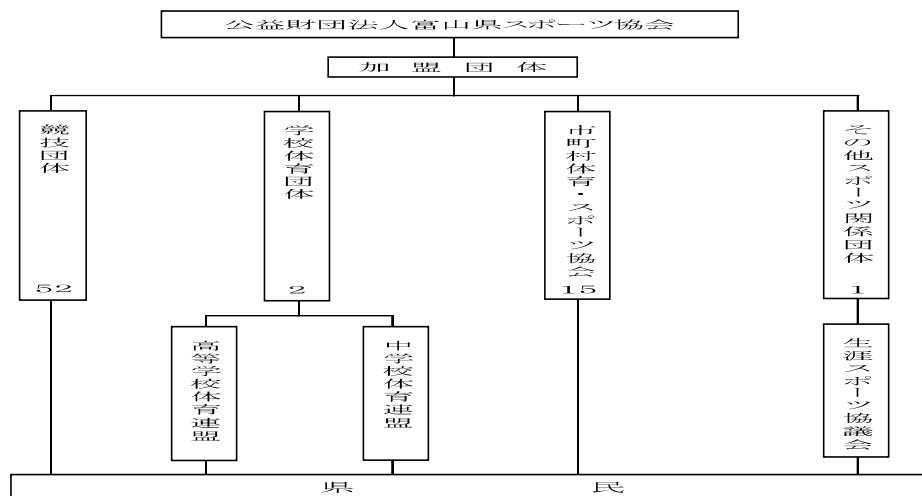 公益財団法人富山県スポーツ協会
加盟団体
競技団体
52
学校体育団体
2
市町村体育・スポーツ協会
15
その他スポーツ関係団体
1
高等学校体育連盟
中学校体育連盟
生涯スポーツ協議会
県民